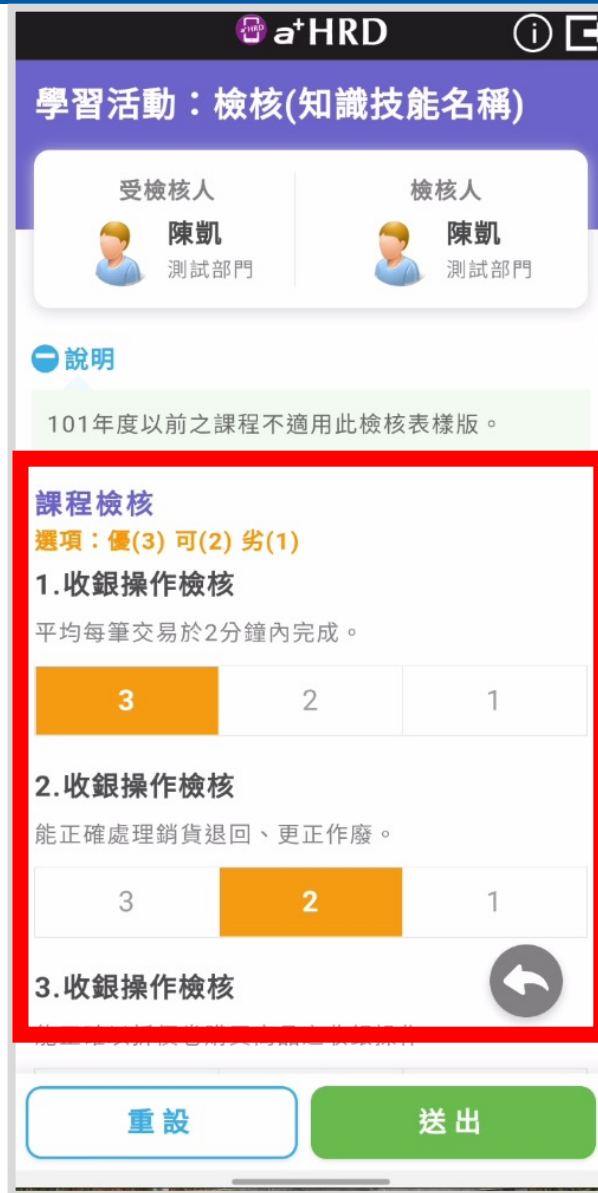 a+HRD
學習活動：檢核(知識技能名稱)
受檢核人
檢核人
陳凱
陳凱
測試部門
測試部門
說明
101年度以前之課程不適用此檢核表樣版。
課程檢核
選項：優(3) 可(2) 劣(1)
1.收銀操作檢核
平均每筆交易於2分鐘內完成。
3 2 1
2.收銀操作檢核
能正確處理銷貨退回、更正作廢。
3 2 1
3.收銀操作檢核
重設
送出